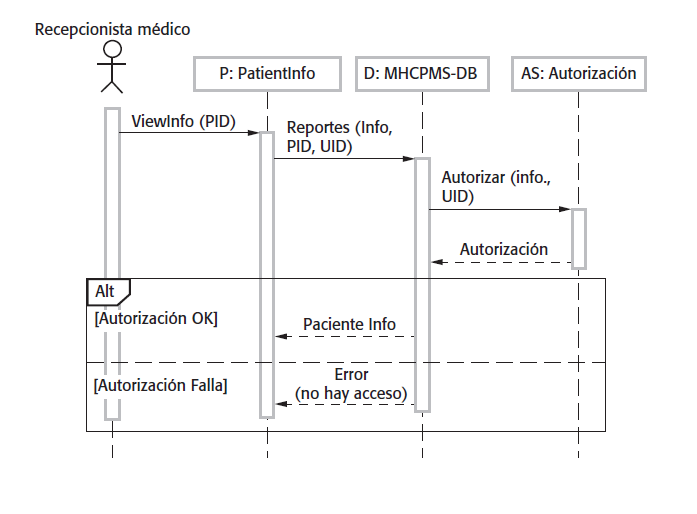 Recepcionista médico
P: PatientInfo
D: MHCPMS-DB
AS: Autorización
ViewInfo (PID)
Reportes (Info,
PID, UID)
Autorizar (info.,
UID)
Autorización
Alt
[Autorización OK]
Paciente Info
[Autorización Falla]
Error
(no hay acceso)